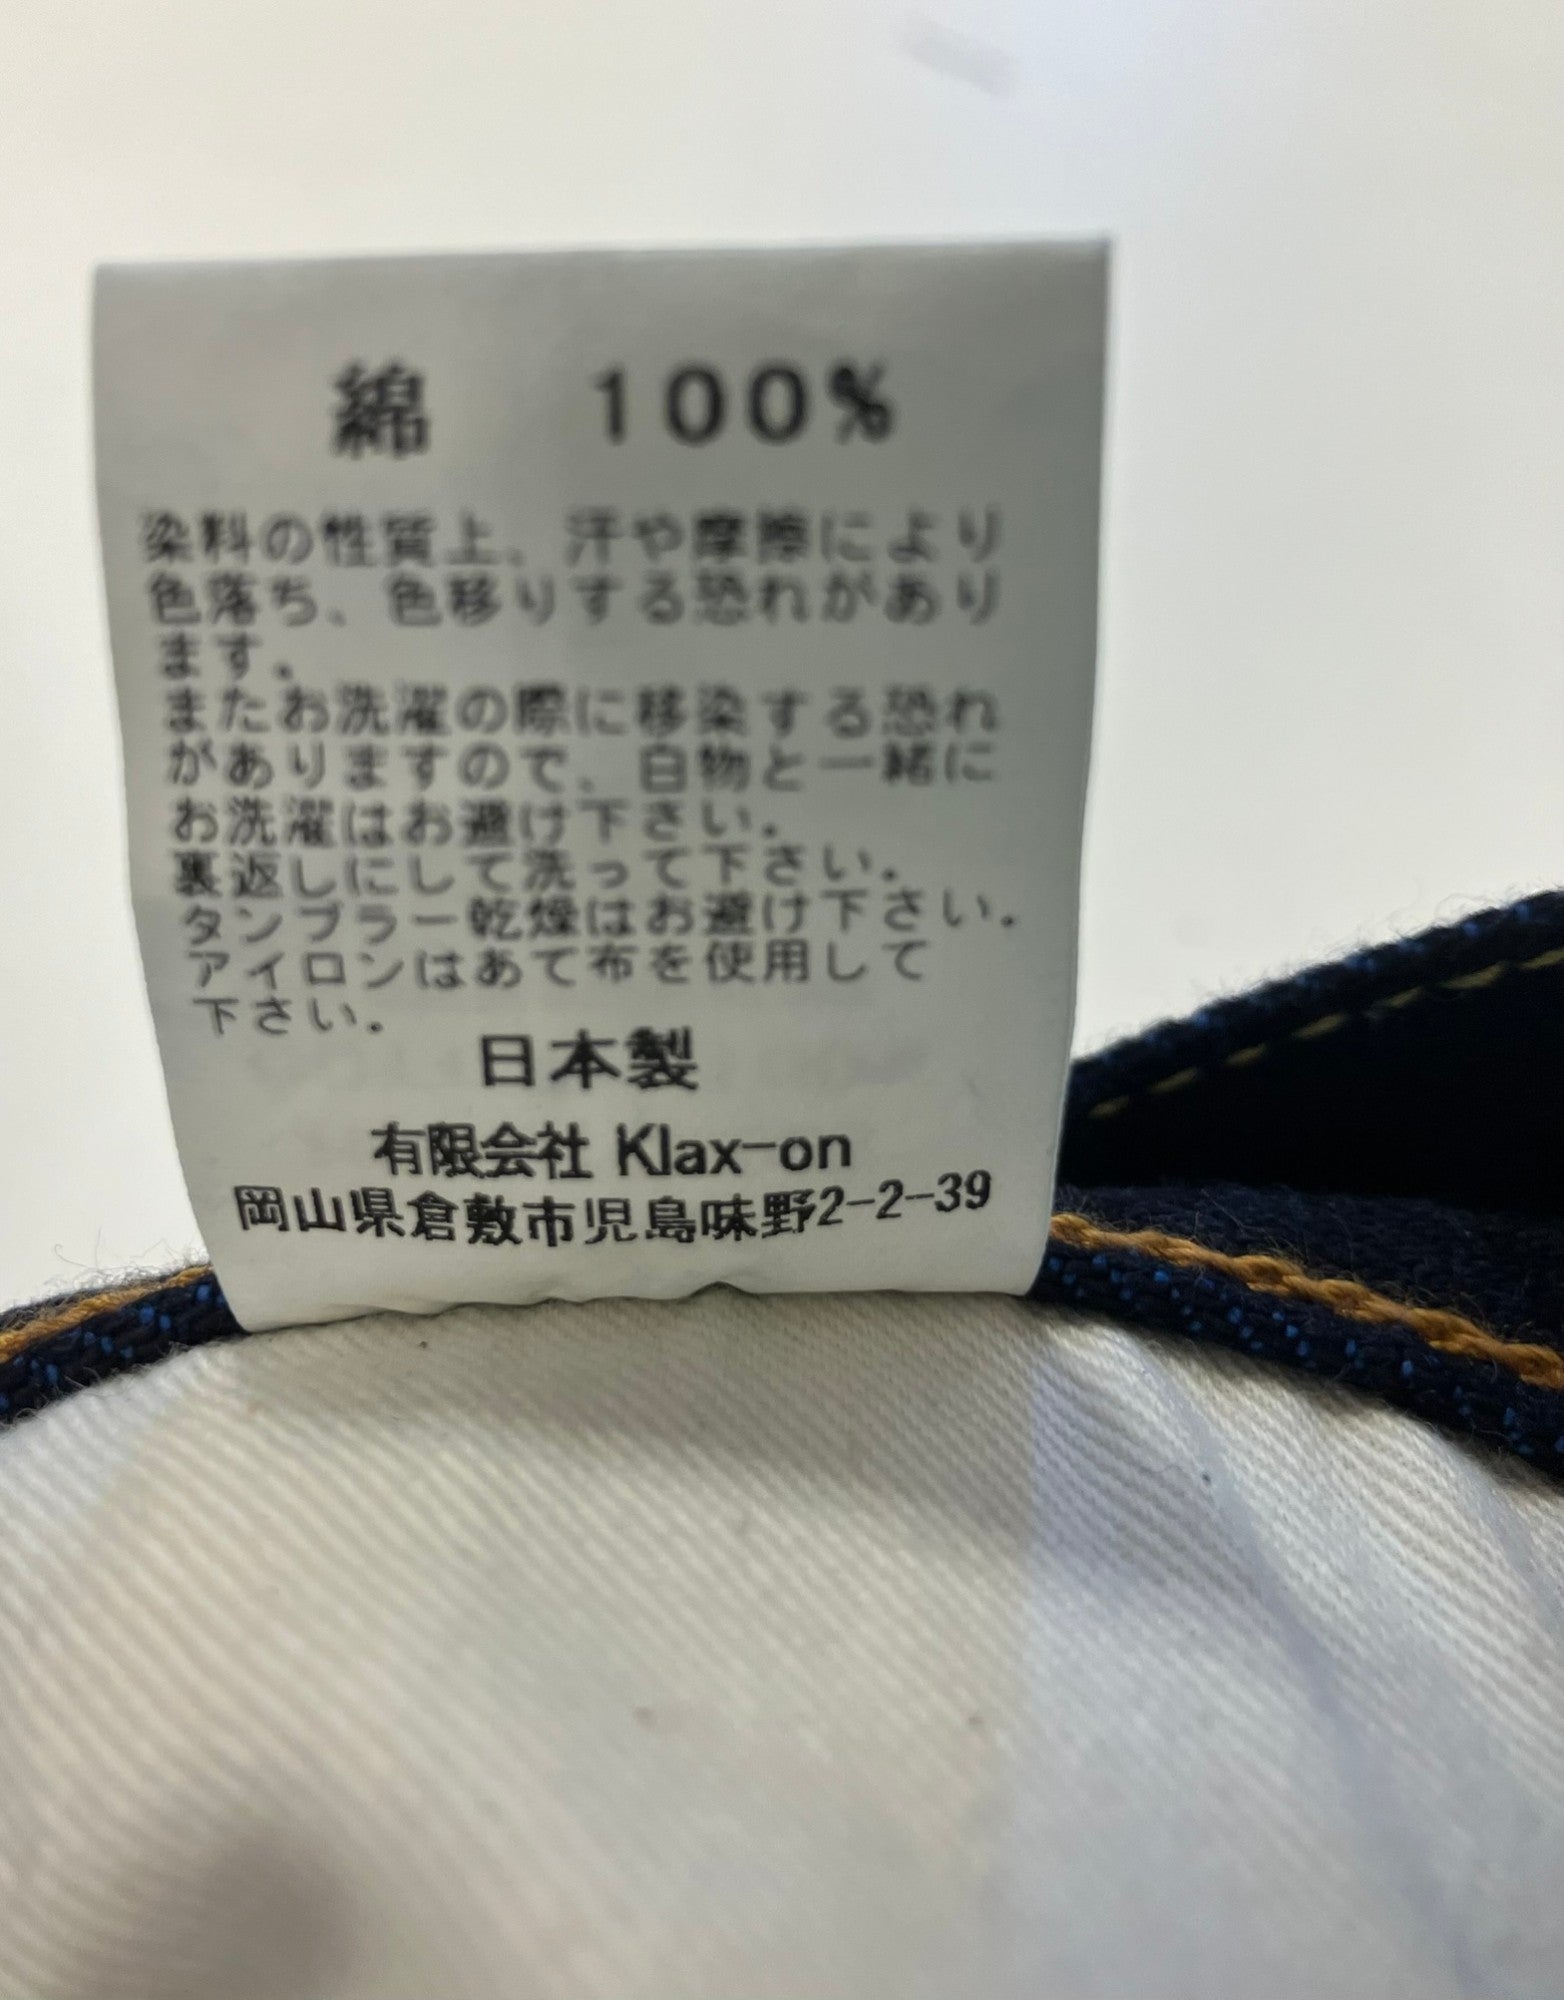 綿 100%
染料の性質上、汗や摩擦により
色落ち、色移りする恐れがあり
ます。
またお洗濯の際に移染する恐れ
がありますので、白物と一緒に
お洗濯はお避け下さい。
裏返しにして洗って下さい。
タンブラー乾燥はお避け下さい。
アイロンはあて布を使用して
下さい。
日本製
有限会社 Klax-on
岡山県倉敷市児島味野2-2-39